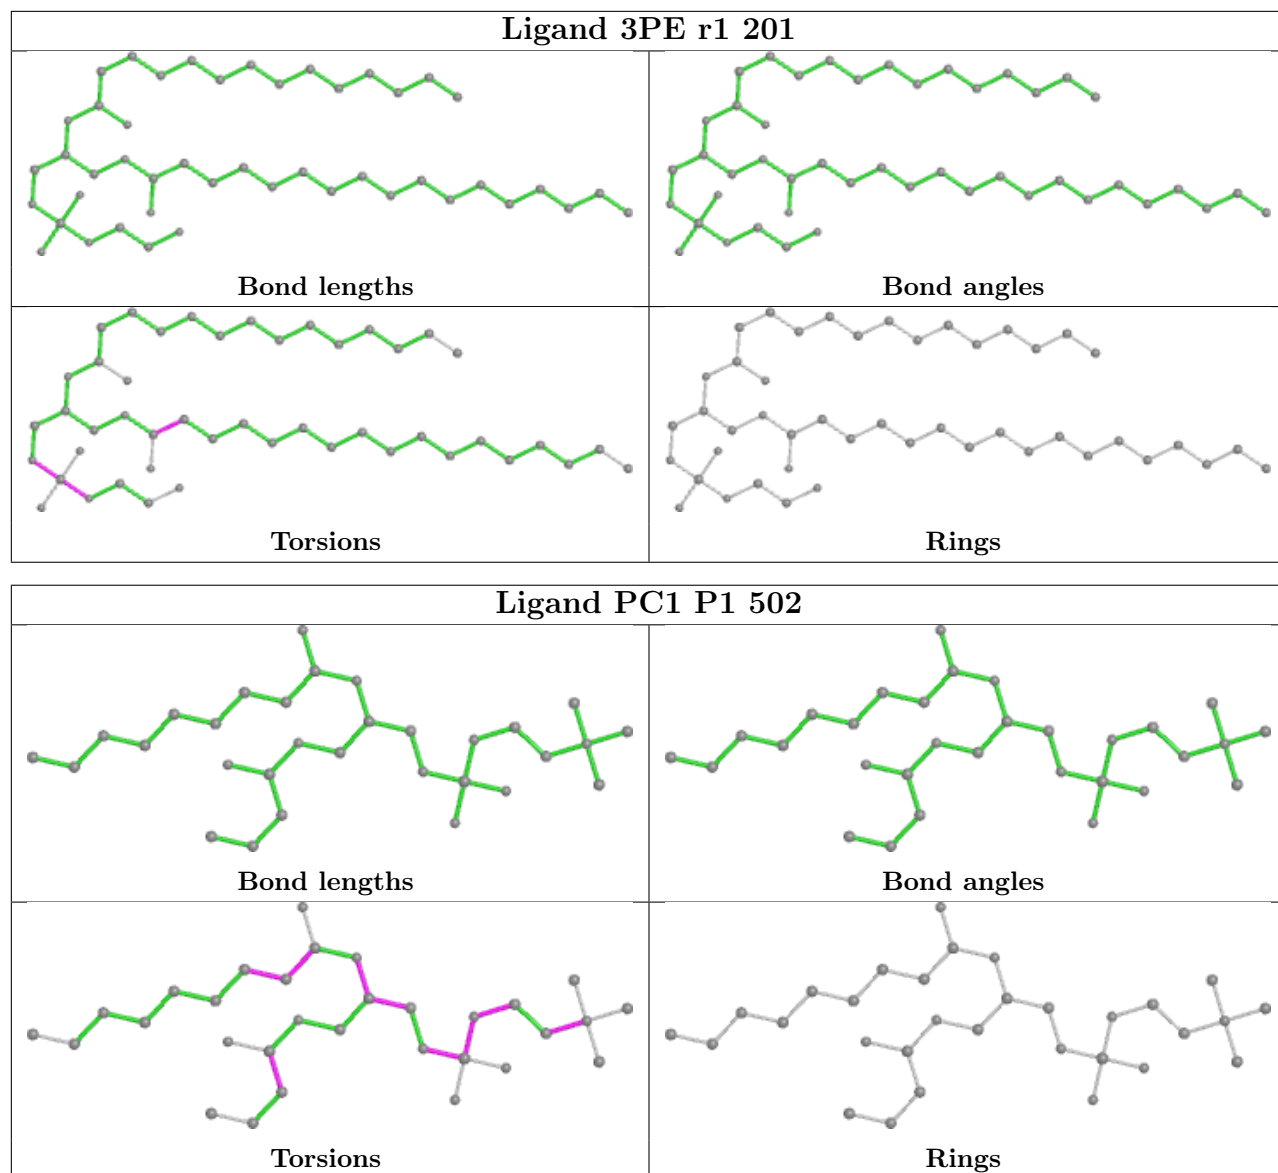 Ligand 3PE r1 201
Bond lengths
Bond angles
Torsions
Rings
Ligand PC1 P1 502
Bond lengths
Bond angles
Torsions
Rings